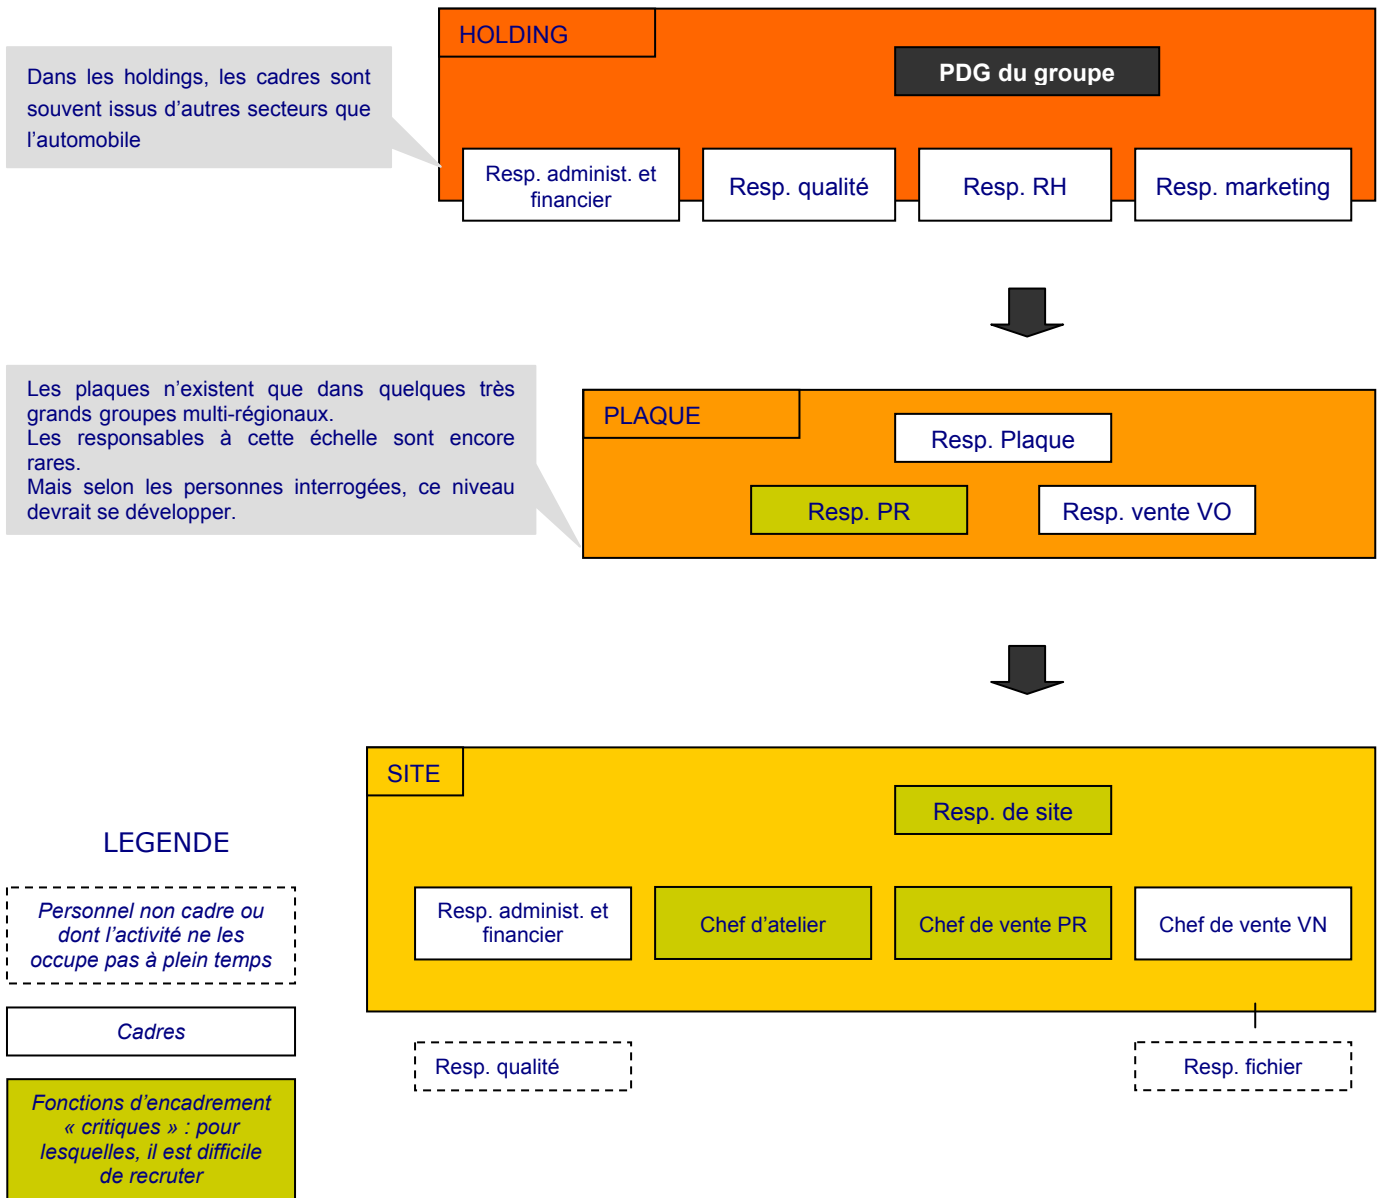 HOLDING
PDG du groupe
Dans les holdings, les cadres sont
souvent issus d’autres secteurs que
l’automobile
Resp. administ. et
financier
Resp. qualité
Resp. RH
Resp. marketing
Les plaques n’existent que dans quelques très
grands groupes multi-régionaux.
Les responsables à cette échelle sont encore
rares.
Mais selon les personnes interrogées, ce niveau
devrait se développer.
PLAQUE
Resp. Plaque
Resp. PR
Resp. vente VO
SITE
Resp. de site
Resp. administ. et
financier
Chef d’atelier
Chef de vente PR
Chef de vente VN
Resp. qualité
Resp. fichier
LEGENDE
Personnel non cadre ou
dont l’activité ne les
occupe pas à plein temps
Cadres
Fonctions d’encadrement
« critiques » : pour
lesquelles, il est difficile
de recruter